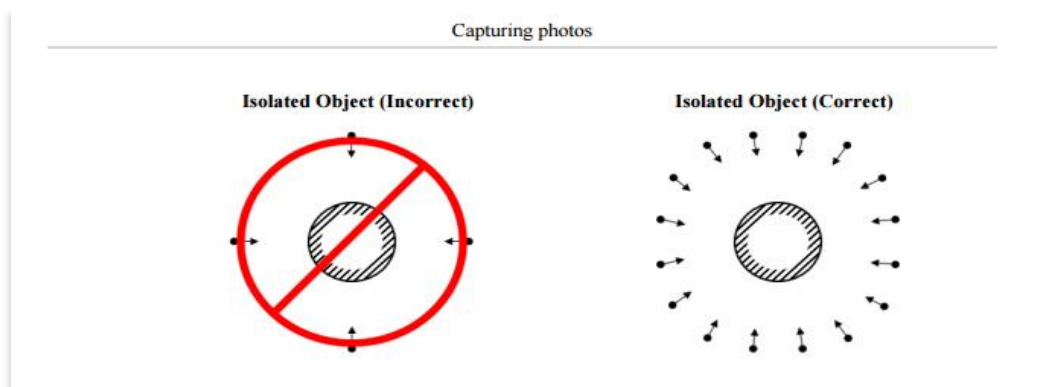 Capturing photos
Isolated Object (Incorrect)
Isolated Object (Correct)